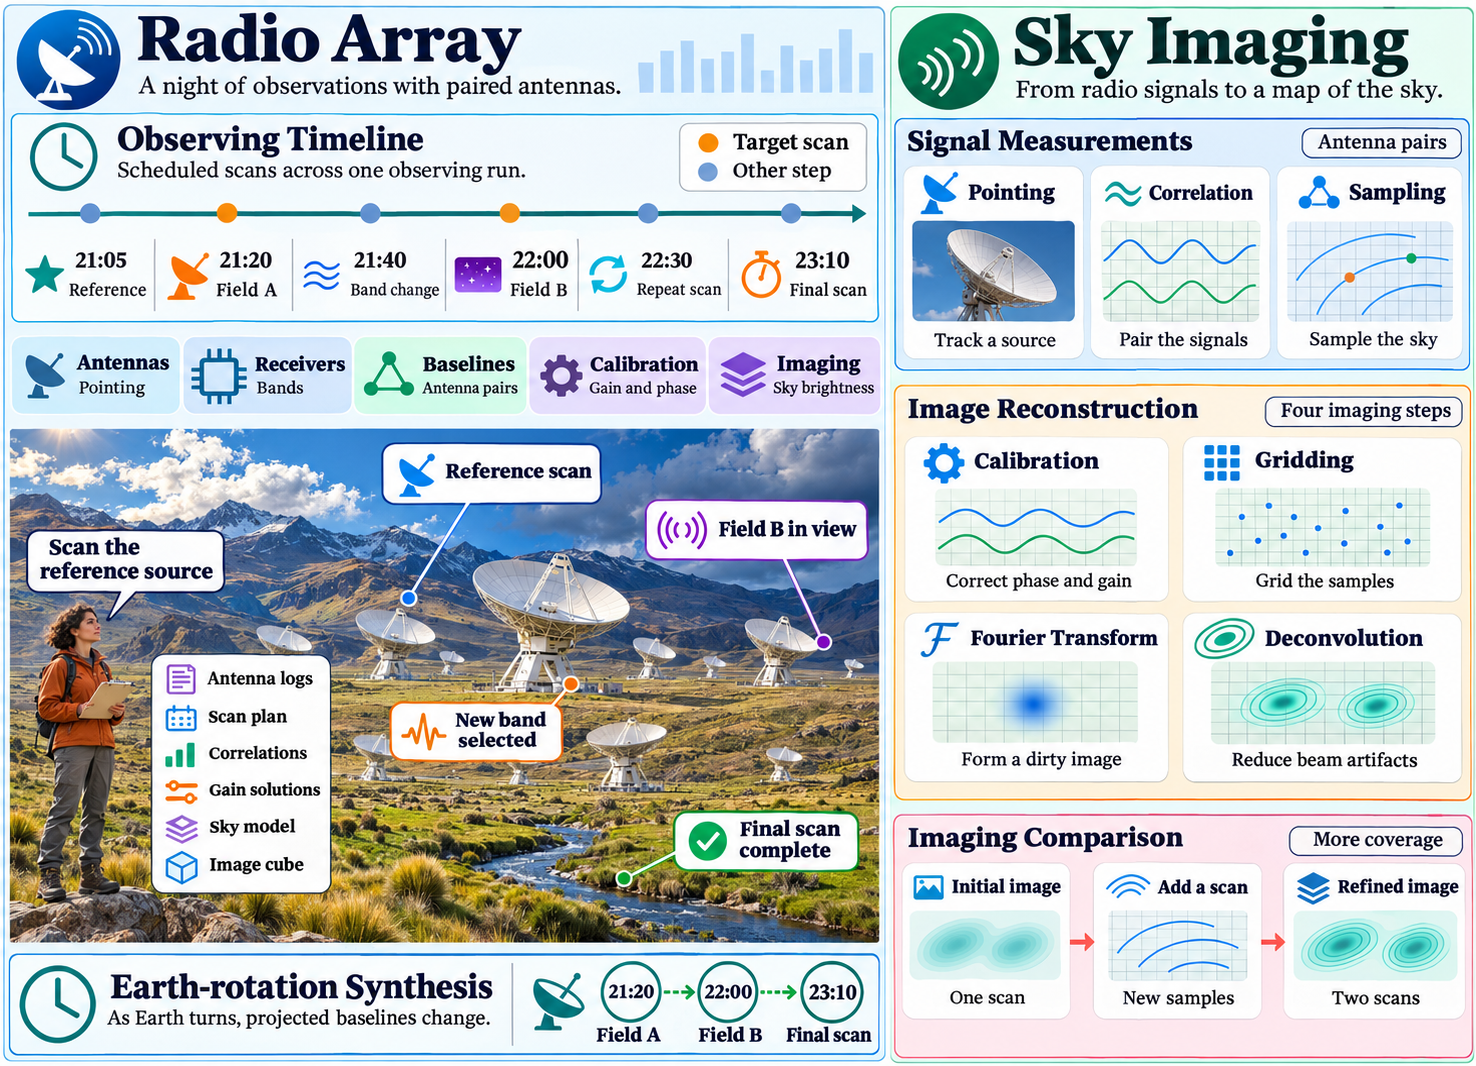 Radio Array
A night of observations with paired antennas.
Observing Timeline
Scheduled scans across one observing run.
Target scan
Other step
21:05
Reference
21:20
Field A
21:40
Band change
22:00
Field B
22:30
Repeat scan
23:10
Final scan
Antennas
Pointing
Receivers
Bands
Baselines
Antenna pairs
Calibration
Gain and phase
Imaging
Sky brightness
Reference scan
Field B in view
Scan the
reference source
New band
selected
Antenna logs
Scan plan
Correlations
Gain solutions
Sky model
Image cube
Final scan
complete
Earth-rotation Synthesis
As Earth turns, projected baselines change.
21:20
22:00
23:10
Field A
Field B
Final scan
Sky Imaging
From radio signals to a map of the sky.
Signal Measurements
Antenna pairs
Pointing
Track a source
Correlation
Pair the signals
Sampling
Sample the sky
Image Reconstruction
Four imaging steps
Calibration
Correct phase and gain
Gridding
Grid the samples
ℱ Fourier Transform
Form a dirty image
Deconvolution
Reduce beam artifacts
Imaging Comparison
More coverage
Initial image
One scan
Add a scan
New samples
Refined image
Two scans